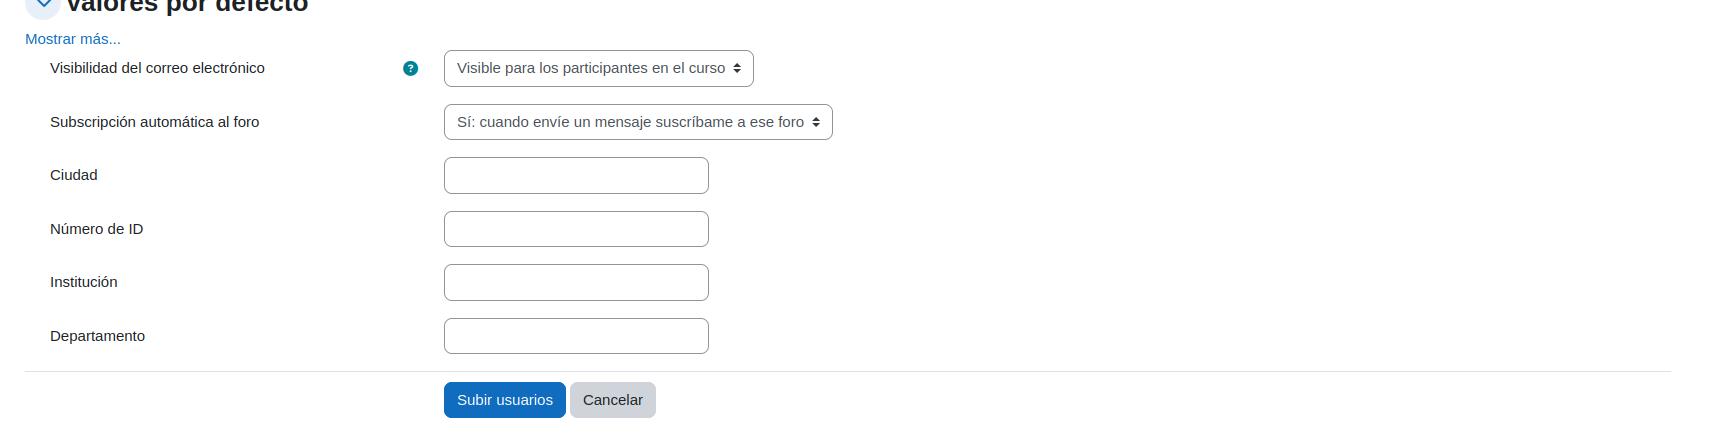 Valores por defecto
Mostrar más...
Visibilidad del correo electrónico ? Visible para los participantes en el curso
Subscripción automática al foro Sí: cuando envíe un mensaje suscríbame a ese foro
Ciudad
Número de ID
Institución
Departamento
Subir usuarios Cancelar